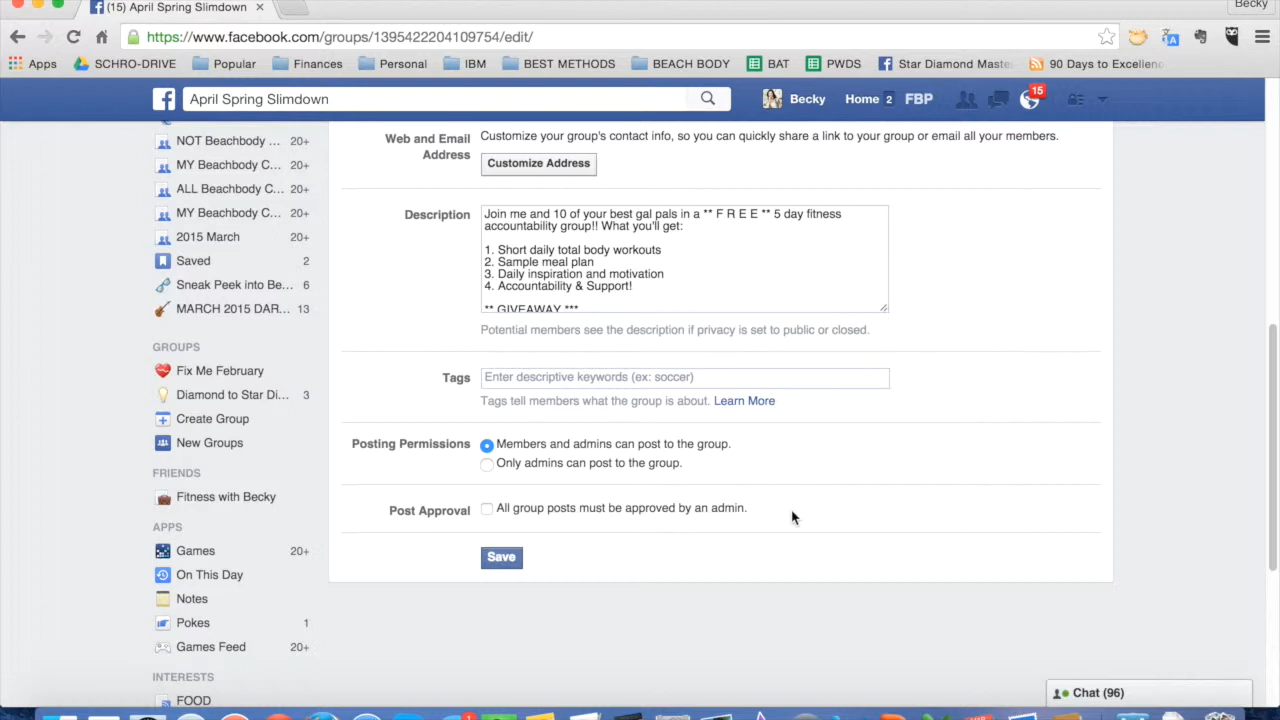 Becky
(15) April Spring Slimdown
https://www.facebook.com/groups/1395422204109754/edit/
Apps SCHRO-DRIVE Popular Finances Personal IBM BEST METHODS BEACH BODY BAT PWDS Star Diamond Maste 90 Days to Excellenc
April Spring Slimdown Becky Home 2 FBP 15
NOT Beachbody ... 20+
MY Beachbody C... 20+
ALL Beachbody C... 20+
MY Beachbody C... 20+
2015 March 20+
Saved 2
Sneak Peek into Be... 6
MARCH 2015 DAR... 13
GROUPS
Fix Me February
Diamond to Star Di... 3
Create Group
New Groups
FRIENDS
Fitness with Becky
APPS
Games 20+
On This Day
Notes
Pokes 1
Games Feed 20+
INTERESTS
FOOD
Web and Email
Address
Customize your group's contact info, so you can quickly share a link to your group or email all your members.
Customize Address
Description
Join me and 10 of your best gal pals in a ** F R E E ** 5 day fitness
accountability group!! What you'll get:
1. Short daily total body workouts
2. Sample meal plan
3. Daily inspiration and motivation
4. Accountability & Support!
** GIVEAWAY ***
Potential members see the description if privacy is set to public or closed.
Tags
Enter descriptive keywords (ex: soccer)
Tags tell members what the group is about. Learn More
Posting Permissions
Members and admins can post to the group.
Only admins can post to the group.
Post Approval
All group posts must be approved by an admin.
Save
Chat (96)
1